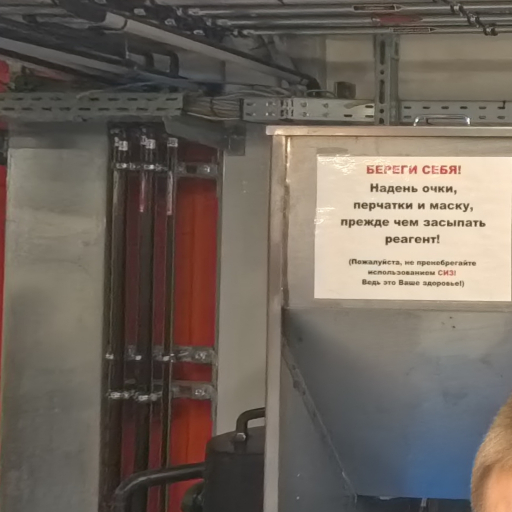 БЕРЕГИ СЕБЯ!
Надень очки,
перчатки и маску,
прежде чем засыпать
реагент!
(Пожалуйста, не пренебрегайте
использованием СИЗ!
Ведь это Ваше здоровье!)